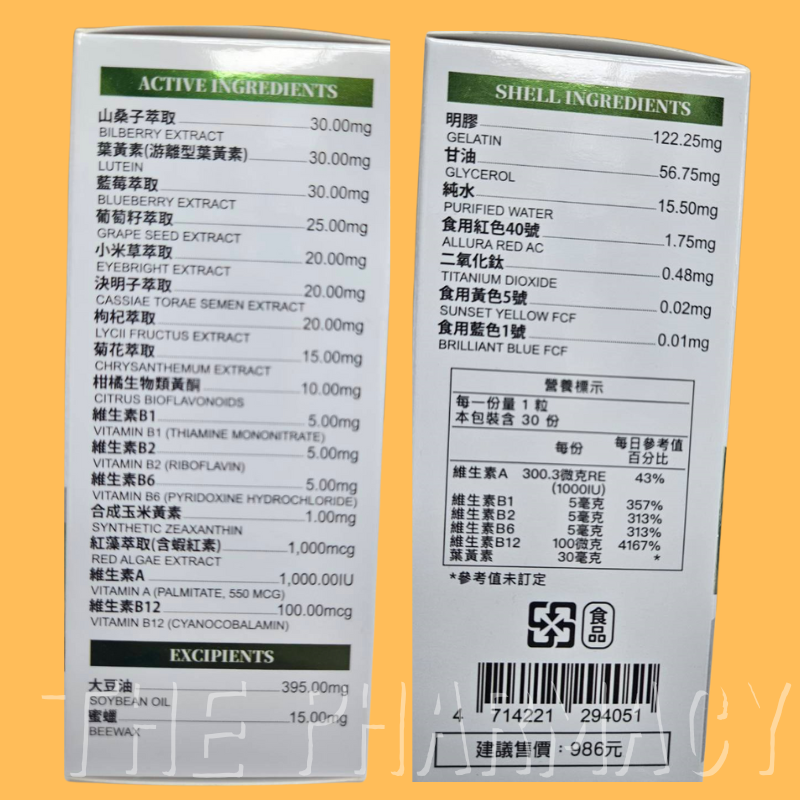 ACTIVE INGREDIENTS
山桑子萃取 30.00mg
BILBERRY EXTRACT
葉黃素(游離型葉黃素) 30.00mg
LUTEIN
藍莓萃取 30.00mg
BLUEBERRY EXTRACT
葡萄籽萃取 25.00mg
GRAPE SEED EXTRACT
小米草萃取 20.00mg
EYEBRIGHT EXTRACT
決明子萃取 20.00mg
CASSIAE TORAE SEMEN EXTRACT
枸杞萃取 20.00mg
LYCII FRUCTUS EXTRACT
菊花萃取 15.00mg
CHRYSANTHEMUM EXTRACT
柑橘生物類黃酮 10.00mg
CITRUS BIOFLAVONOIDS
維生素B1 5.00mg
VITAMIN B1 (THIAMINE MONONITRATE)
維生素B2 5.00mg
VITAMIN B2 (RIBOFLAVIN)
維生素B6 5.00mg
VITAMIN B6 (PYRIDOXINE HYDROCHLORIDE)
合成玉米黃素 1.00mg
SYNTHETIC ZEAXANTHIN
紅藻萃取(含蝦紅素) 1,000mcg
RED ALGAE EXTRACT
維生素A 1,000.00IU
VITAMIN A (PALMITATE, 550 MCG)
維生素B12 100.00mcg
VITAMIN B12 (CYANOCOBALAMIN)
EXCIPIENTS
大豆油 395.00mg
SOYBEAN OIL
蜜蠟 15.00mg
BEEWAX
SHELL INGREDIENTS
明膠 122.25mg
GELATIN
甘油 56.75mg
GLYCEROL
純水 15.50mg
PURIFIED WATER
食用紅色40號 1.75mg
ALLURA RED AC
二氧化鈦 0.48mg
TITANIUM DIOXIDE
食用黃色5號 0.02mg
SUNSET YELLOW FCF
食用藍色1號 0.01mg
BRILLIANT BLUE FCF
營養標示
每一份量 1 粒
本包裝含 30 份
每份 每日參考值百分比
維生素A 300.3微克RE 43%
(1000IU)
維生素B1 5毫克 357%
維生素B2 5毫克 313%
維生素B6 5毫克 313%
維生素B12 100微克 4167%
葉黃素 30毫克 *
*參考值未訂定
食品
4 714221 294051
建議售價：986元
THE PHARMACY